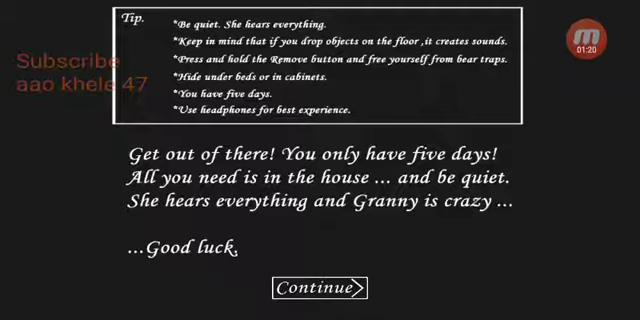 Tip.
*Be quiet. She hears everything.
*Keep in mind that if you drop objects on the floor ,it creates sounds.
*Press and hold the Remove button and free yourself from bear traps.
*Hide under beds or in cabinets.
*You have five days.
*Use headphones for best experience.
Subscribe
aao khele 47
01:20
Get out of there! You only have five days!
All you need is in the house ... and be quiet.
She hears everything and Granny is crazy ...
...Good luck.
Continue